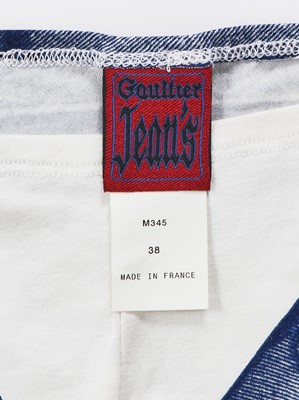 Gaultier
Jean's
M345
38
MADE IN FRANCE